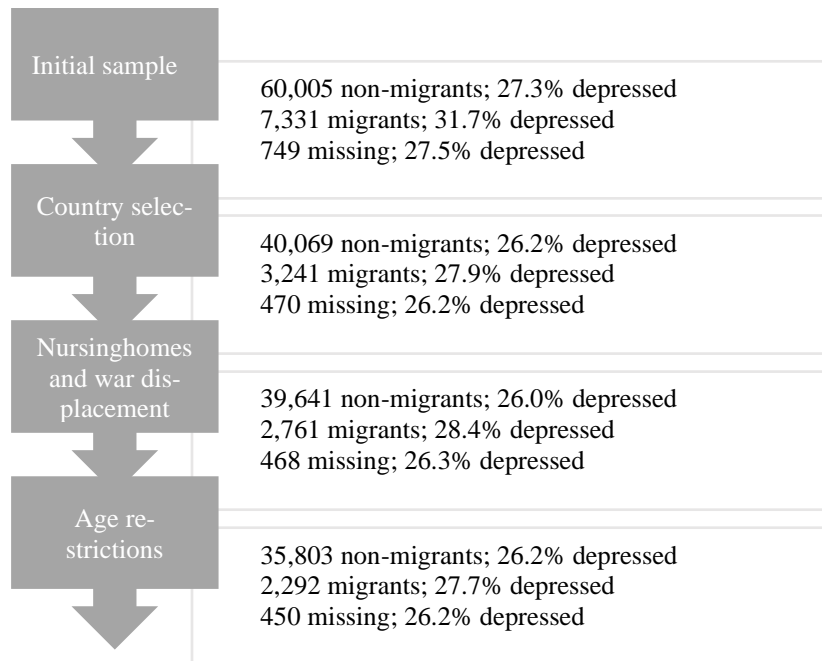 Initial sample
60,005 non-migrants; 27.3% depressed
7,331 migrants; 31.7% depressed
749 missing; 27.5% depressed
Country selec-
tion
40,069 non-migrants; 26.2% depressed
3,241 migrants; 27.9% depressed
470 missing; 26.2% depressed
Nursinghomes
and war dis-
placement
39,641 non-migrants; 26.0% depressed
2,761 migrants; 28.4% depressed
468 missing; 26.3% depressed
Age re-
strictions
35,803 non-migrants; 26.2% depressed
2,292 migrants; 27.7% depressed
450 missing; 26.2% depressed